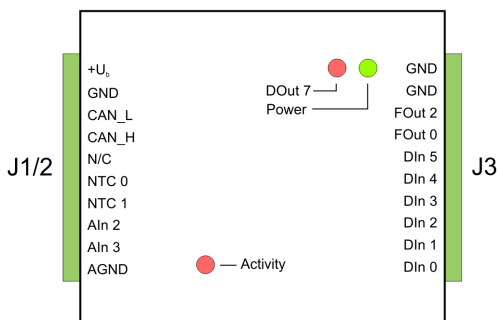 J1/2
+Ub
GND
CAN_L
CAN_H
N/C
NTC 0
NTC 1
AIn 2
AIn 3
AGND
DOut 7
Power
Activity
GND
GND
FOut 2
FOut 0
DIn 5
DIn 4
DIn 3
DIn 2
DIn 1
DIn 0
J3